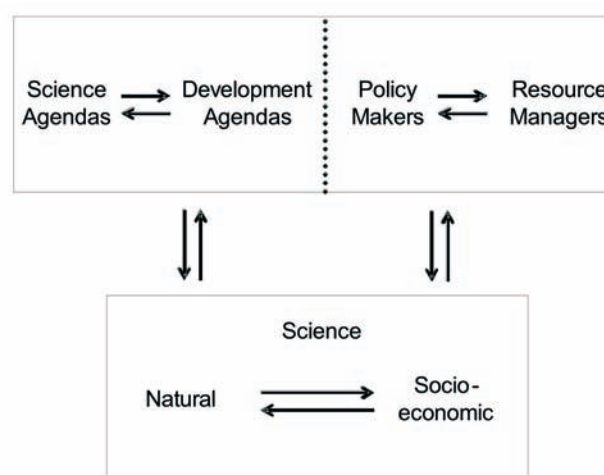 Science
Agendas
Development
Agendas
Policy
Makers
Resource
Managers
Science
Natural
Socio-
economic